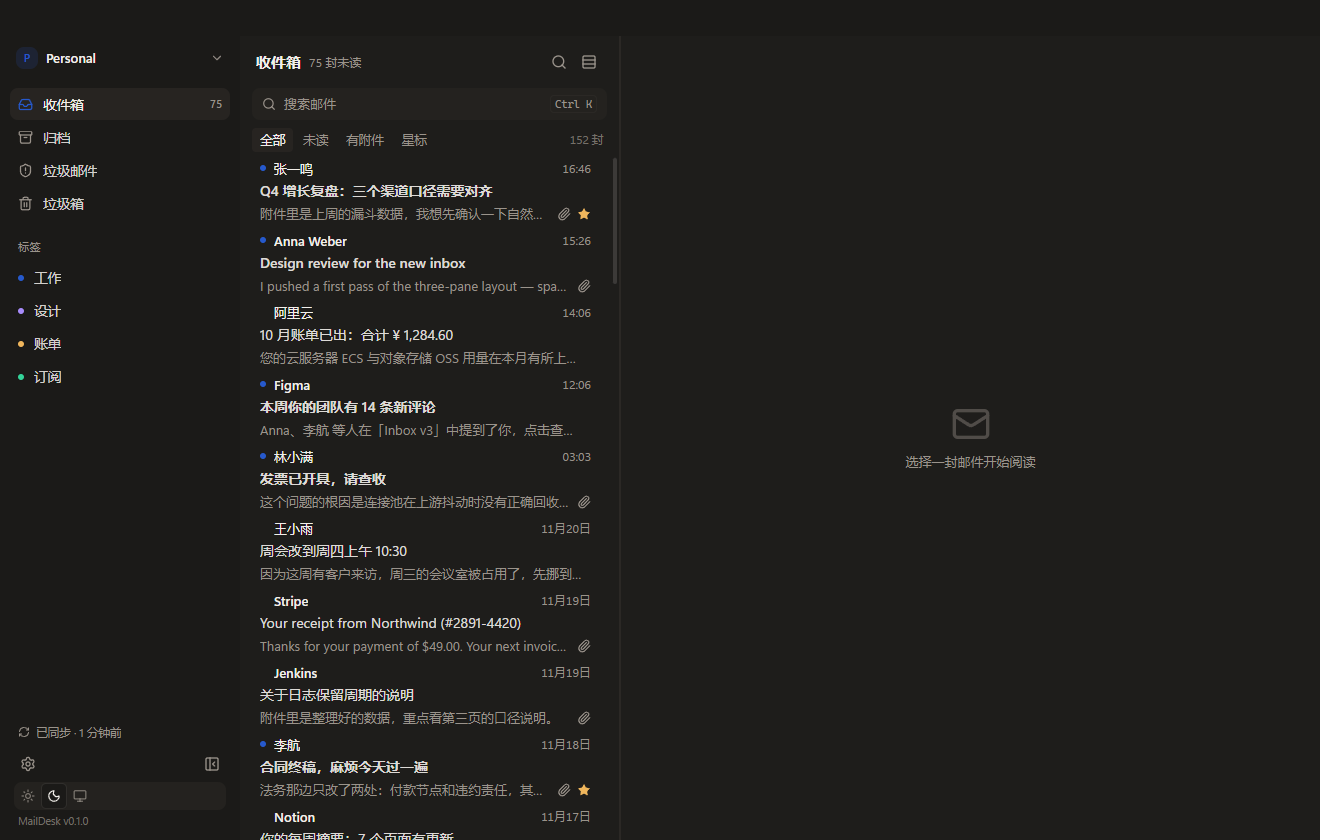 P Personal
收件箱 75
归档
垃圾邮件
垃圾箱
标签
工作
设计
账单
订阅
已同步 · 1 分钟前
MailDesk v0.1.0
收件箱 75 封未读
搜索邮件 Ctrl K
全部 未读 有附件 星标 152 封
张一鸣 16:46
Q4 增长复盘：三个渠道口径需要对齐
附件里是上周的漏斗数据，我想先确认一下自然...
Anna Weber 15:26
Design review for the new inbox
I pushed a first pass of the three-pane layout — spa...
阿里云 14:06
10 月账单已出：合计 ¥ 1,284.60
您的云服务器 ECS 与对象存储 OSS 用量在本月有所上...
Figma 12:06
本周你的团队有 14 条新评论
Anna、李航 等人在「Inbox v3」中提到了你，点击查...
林小满 03:03
发票已开具，请查收
这个问题的根因是连接池在上游抖动时没有正确回收...
王小雨 11月20日
周会改到周四上午 10:30
因为这周有客户来访，周三的会议室被占用了，先挪到...
Stripe 11月19日
Your receipt from Northwind (#2891-4420)
Thanks for your payment of $49.00. Your next invoic...
Jenkins 11月19日
关于日志保留周期的说明
附件里是整理好的数据，重点看第三页的口径说明。
李航 11月18日
合同终稿，麻烦今天过一遍
法务那边只改了两处：付款节点和违约责任，其...
Notion 11月17日
你的每周摘要：7 个页面有更新
选择一封邮件开始阅读